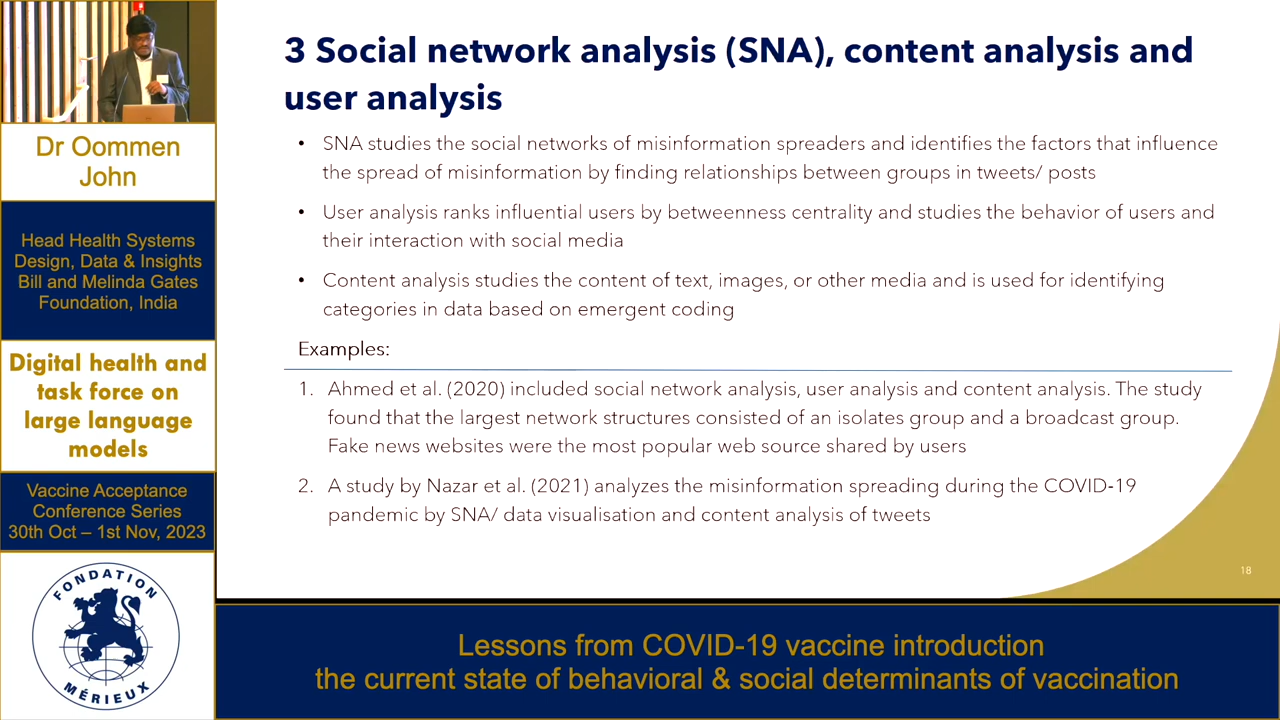 Dr Oommen
John
Head Health Systems
Design, Data & Insights
Bill and Melinda Gates
Foundation, India
Digital health and
task force on
large language
models
Vaccine Acceptance
Conference Series
30th Oct – 1st Nov, 2023
FONDATION
MÉRIEUX
3 Social network analysis (SNA), content analysis and
user analysis
• SNA studies the social networks of misinformation spreaders and identifies the factors that influence
the spread of misinformation by finding relationships between groups in tweets/ posts
• User analysis ranks influential users by betweenness centrality and studies the behavior of users and
their interaction with social media
• Content analysis studies the content of text, images, or other media and is used for identifying
categories in data based on emergent coding
Examples:
1. Ahmed et al. (2020) included social network analysis, user analysis and content analysis. The study
found that the largest network structures consisted of an isolates group and a broadcast group.
Fake news websites were the most popular web source shared by users
2. A study by Nazar et al. (2021) analyzes the misinformation spreading during the COVID-19
pandemic by SNA/ data visualisation and content analysis of tweets
18
Lessons from COVID-19 vaccine introduction
the current state of behavioral & social determinants of vaccination